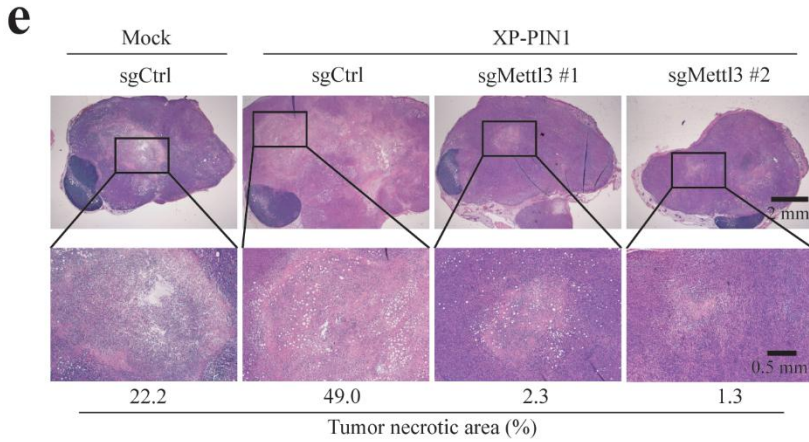 e
Mock XP-PIN1
sgCtrl sgCtrl sgMettl3 #1 sgMettl3 #2
2 mm
0.5 mm
22.2 49.0 2.3 1.3
Tumor necrotic area (%)